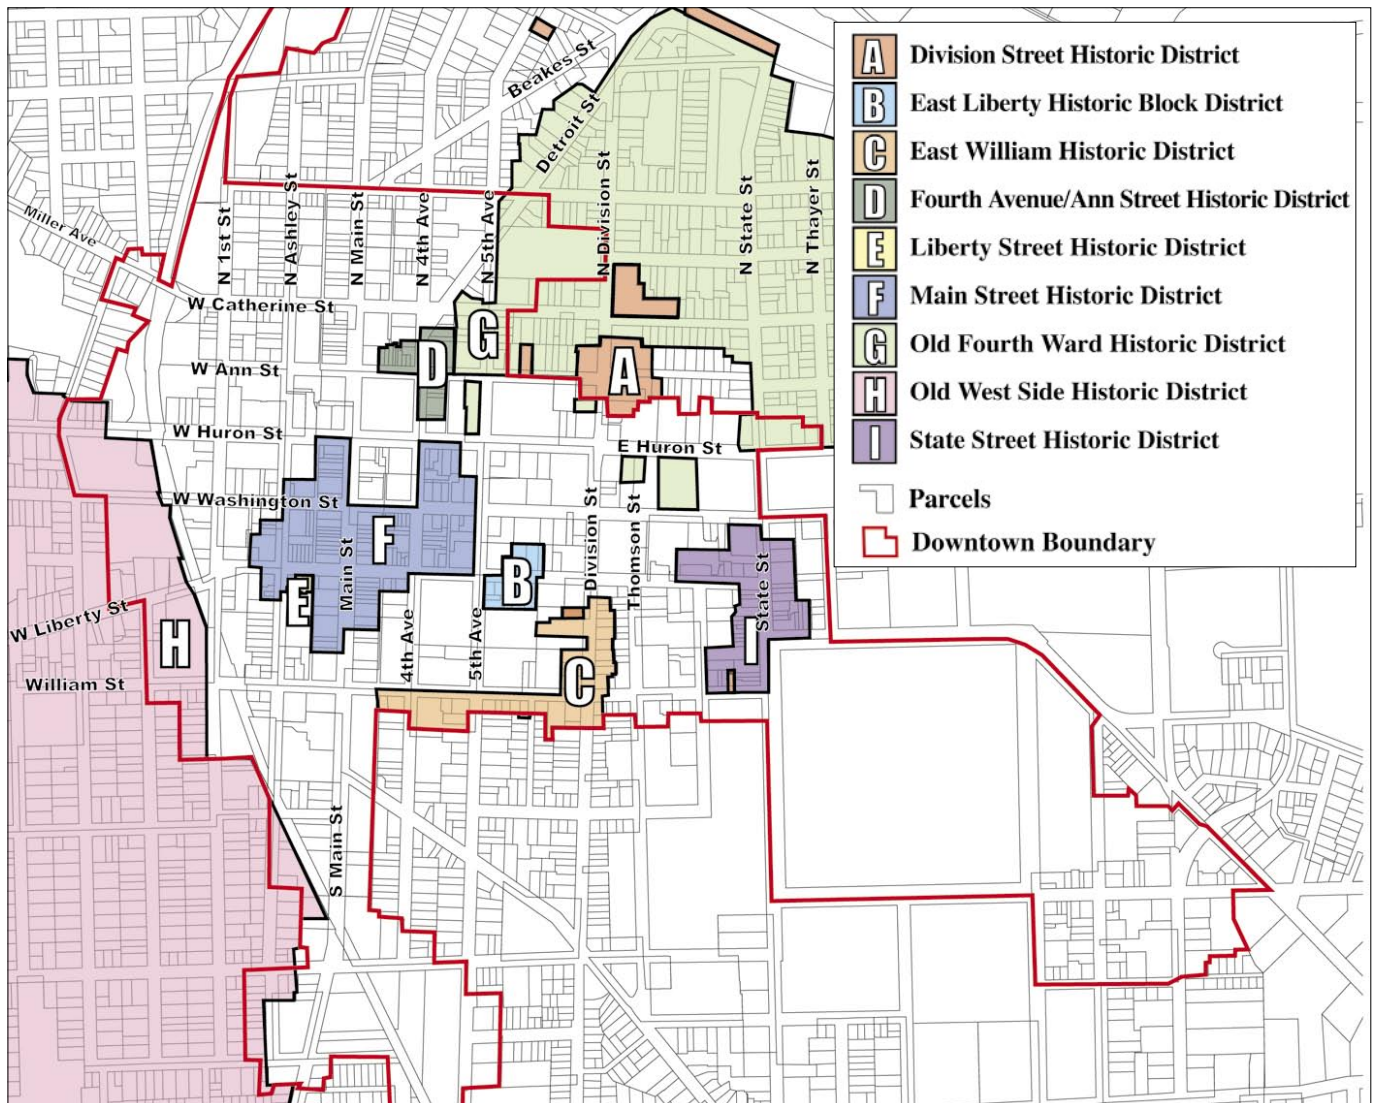 A Division Street Historic District
B East Liberty Historic Block District
C East William Historic District
D Fourth Avenue/Ann Street Historic District
E Liberty Street Historic District
F Main Street Historic District
G Old Fourth Ward Historic District
H Old West Side Historic District
I State Street Historic District
Parcels
Downtown Boundary
Beakes St
Detroit St
Miller Ave
N 1st St
N Ashley St
N Main St
N 4th Ave
N 5th Ave
N Division St
N State St
N Thayer St
W Catherine St
G
W Ann St
D
A
W Huron St
E Huron St
W Washington St
F
Main St
B
Division St
Thomson St
State St
E
W Liberty St
H
4th Ave
5th Ave
I
William St
C
S Main St